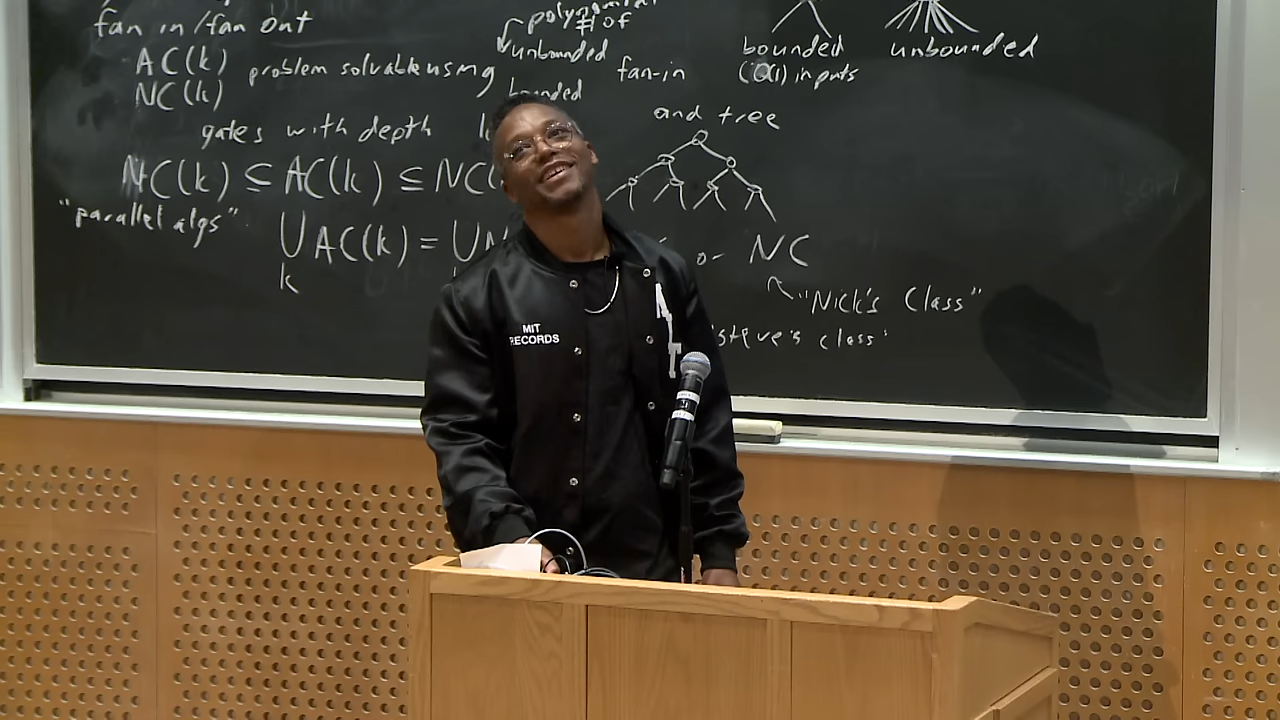 polynomial
fan in/fan out
# of
unbounded
bounded
unbounded
AC(k)
NC(k)
problem solvable using
bounded
fan-in
(O(1) inputs
gates with depth
and tree
NC(k) ⊆ AC(k) ⊆ NC(
"parallel algs"
U AC(k) = U N
k
or NC
"Nick's Class"
"Steve's class"
MIT
RECORDS